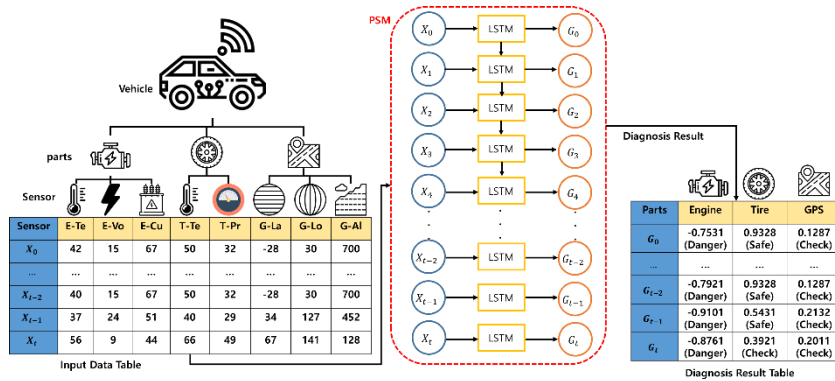 Vehicle
parts
Sensor
Sensor E-Te E-Vo E-Cu T-Te T-Pr G-La G-Lo G-Al
X₀ 42 15 67 50 32 -28 30 700
... ... ... ... ... ... ... ... ...
Xₜ₋₂ 40 15 67 50 32 -28 30 700
Xₜ₋₁ 37 24 51 40 29 34 127 452
Xₜ 56 9 44 66 49 67 141 128
Input Data Table
PSM
X₀ LSTM G₀
X₁ LSTM G₁
X₂ LSTM G₂
X₃ LSTM G₃
X₄ LSTM G₄
Xₜ₋₂ LSTM Gₜ₋₂
Xₜ₋₁ LSTM Gₜ₋₁
Xₜ LSTM Gₜ
Diagnosis Result
Parts Engine Tire GPS
G₀ -0.7531 (Danger) 0.9328 (Safe) 0.1287 (Check)
... ... ... ...
Gₜ₋₂ -0.7921 (Danger) 0.9328 (Safe) 0.1287 (Check)
Gₜ₋₁ -0.9101 (Danger) 0.5431 (Safe) 0.2132 (Check)
Gₜ -0.8761 (Danger) 0.3921 (Check) 0.2011 (Check)
Diagnosis Result Table